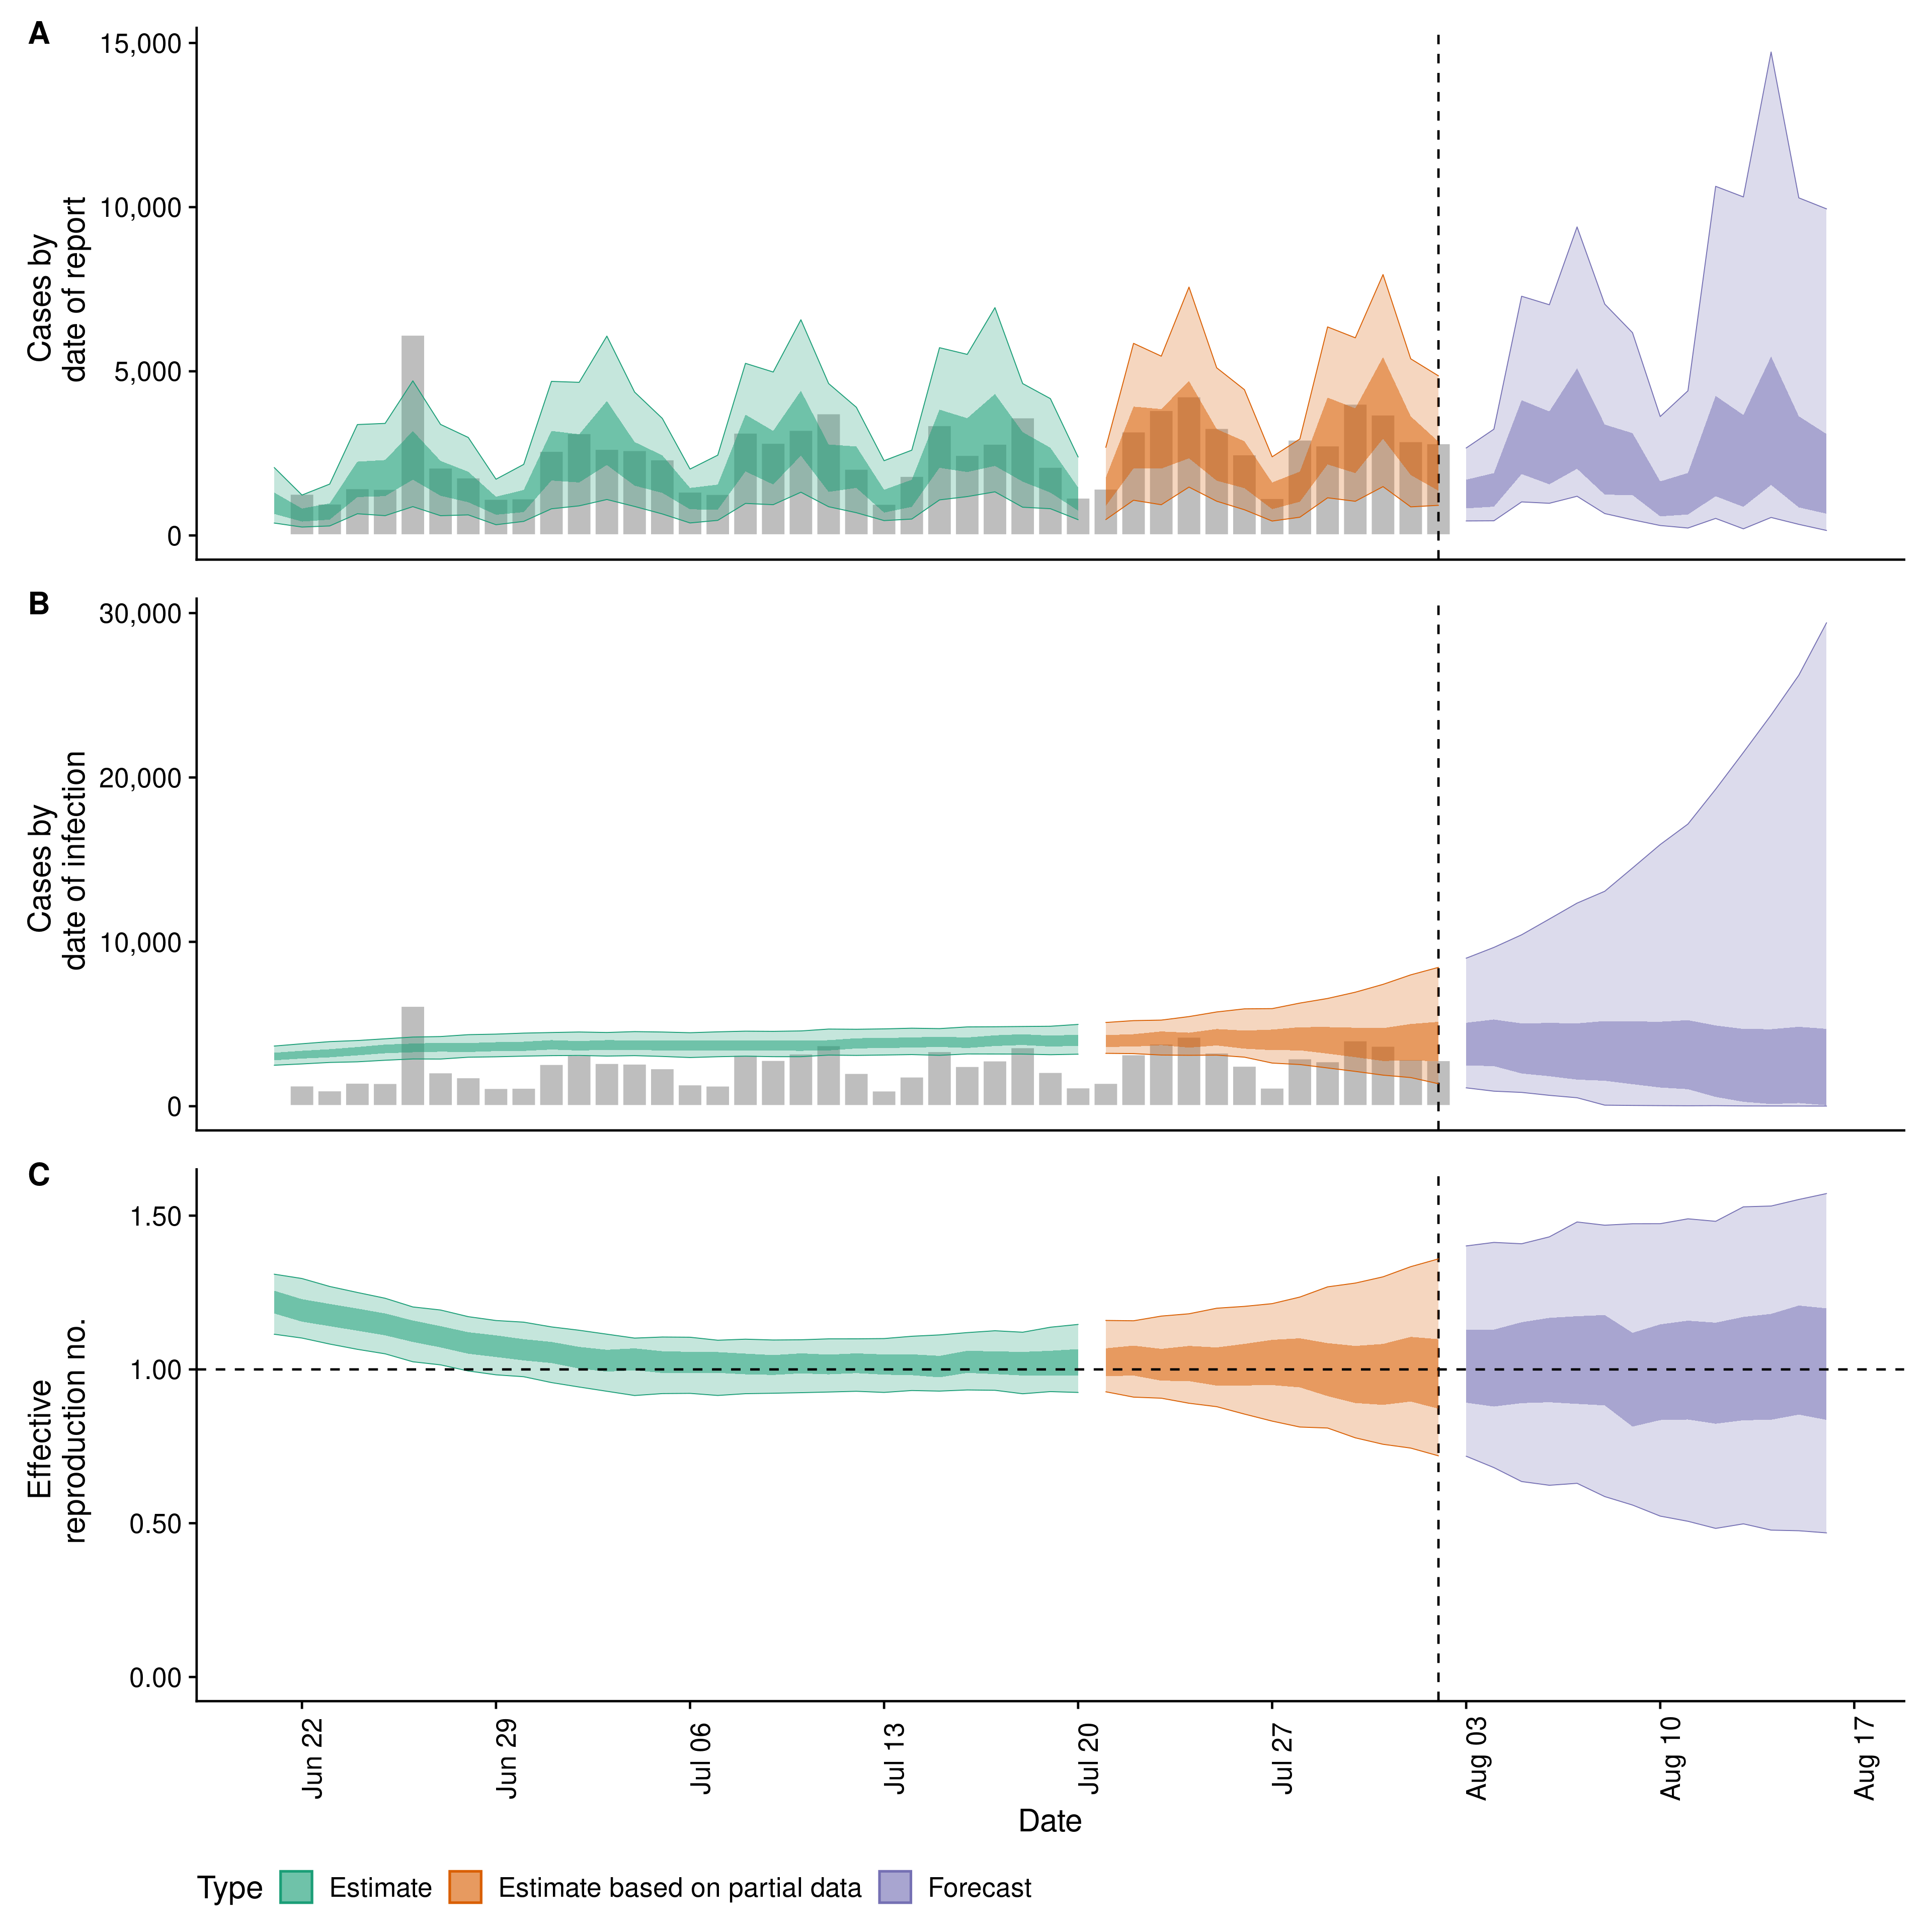 A
15,000
10,000
5,000
0
Cases by
date of report
B
30,000
20,000
10,000
0
Cases by
date of infection
C
1.50
1.00
0.50
0.00
Effective
reproduction no.
Jun 22
Jun 29
Jul 06
Jul 13
Jul 20
Jul 27
Aug 03
Aug 10
Aug 17
Date
Type Estimate Estimate based on partial data Forecast